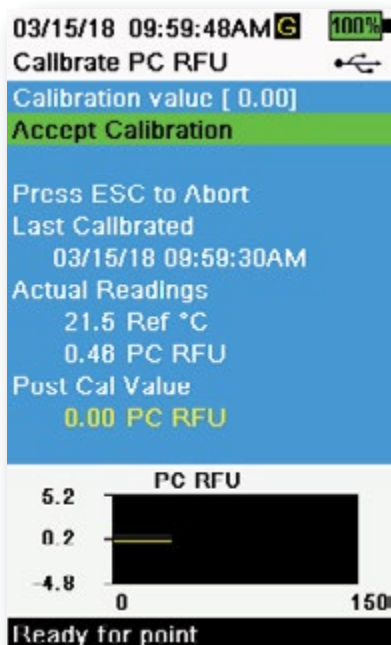 03/15/18 09:59:48AM G 100%
Calibrate PC RFU
Calibration value [ 0.00]
Accept Calibration
Press ESC to Abort
Last Calibrated
03/15/18 09:59:30AM
Actual Readings
21.5 Ref °C
0.46 PC RFU
Post Cal Value
0.00 PC RFU
PC RFU
5.2
0.2
-4.8
0 150
Ready for point